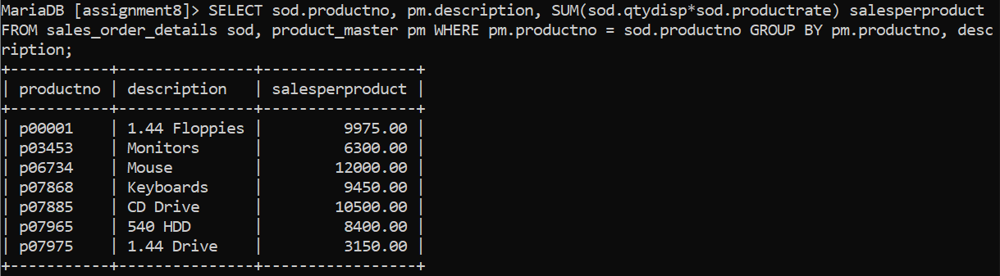 MariaDB [assignment8]> SELECT sod.productno, pm.description, SUM(sod.qtydisp*sod.productrate) salesperproduct
FROM sales_order_details sod, product_master pm WHERE pm.productno = sod.productno GROUP BY pm.productno, desc
ription;
+-----------+---------------+-----------------+
| productno | description   | salesperproduct |
+-----------+---------------+-----------------+
| p00001    | 1.44 Floppies |         9975.00 |
| p03453    | Monitors      |         6300.00 |
| p06734    | Mouse         |        12000.00 |
| p07868    | Keyboards     |         9450.00 |
| p07885    | CD Drive      |        10500.00 |
| p07965    | 540 HDD       |         8400.00 |
| p07975    | 1.44 Drive    |         3150.00 |
+-----------+---------------+-----------------+